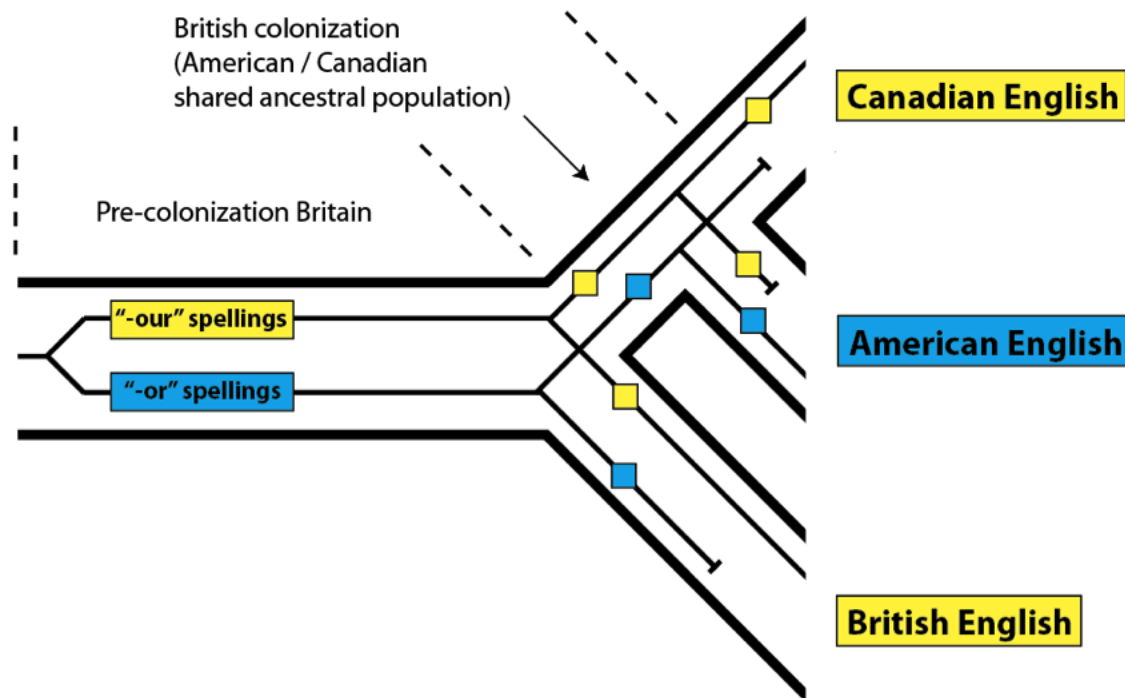 British colonization
(American / Canadian
shared ancestral population)
Canadian English
Pre-colonization Britain
“-our” spellings
American English
“-or” spellings
British English